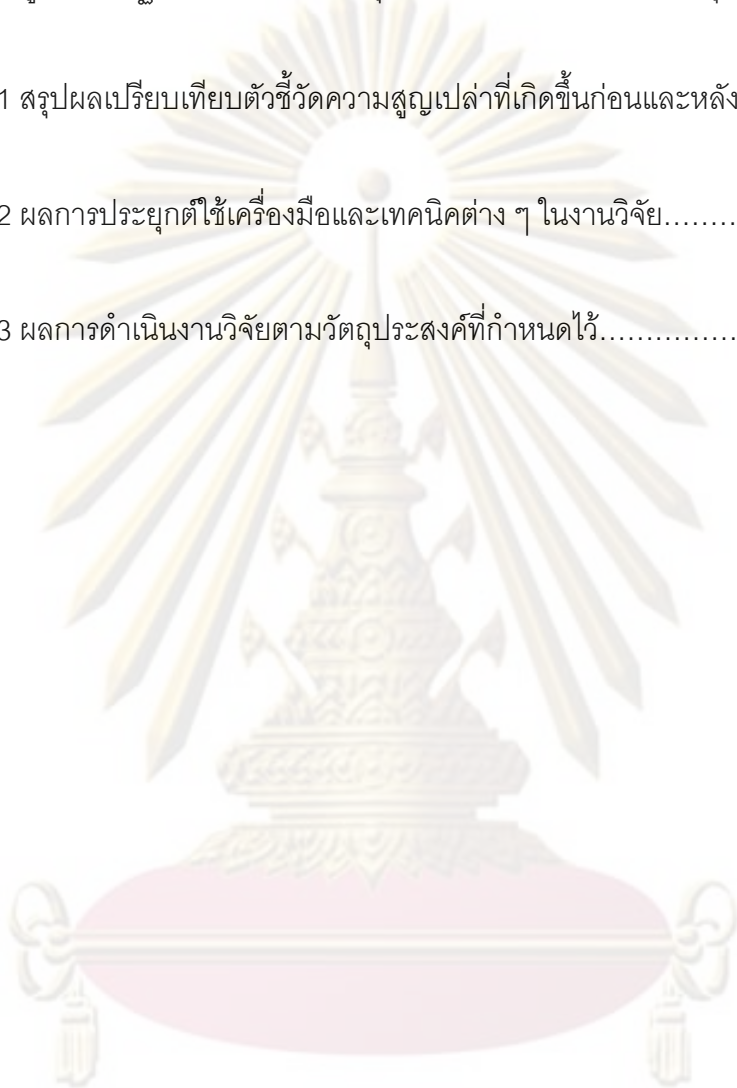 1 สรุปผลเปรียบเทียบตัวชี้วัดความสูญเปล่าที่เกิดขึ้นก่อนและหลัง
2 ผลการประยุกต์ใช้เครื่องมือและเทคนิคต่าง ๆ ในงานวิจัย........
3 ผลการดำเนินงานวิจัยตามวัตถุประสงค์ที่กำหนดไว้...............